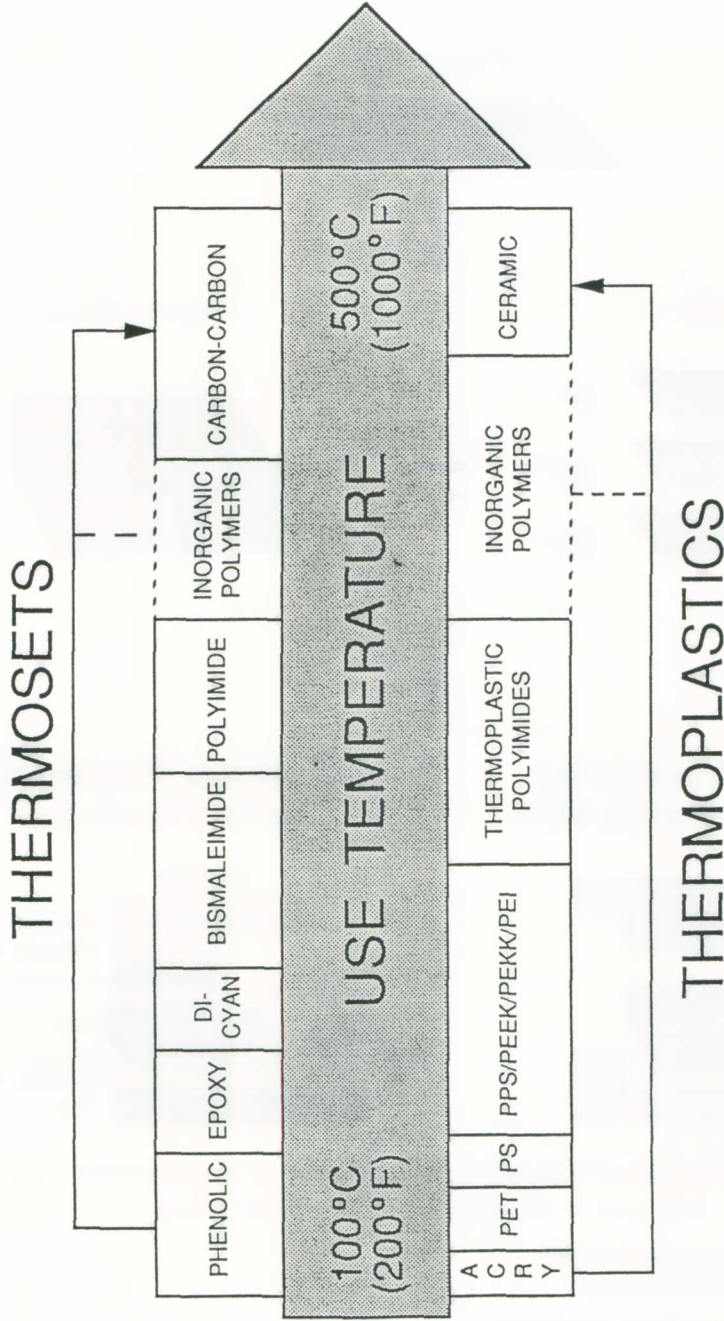 THERMOSETS
PHENOLIC
EPOXY
DI-
CYAN
BISMALEIMIDE
POLYIMIDE
INORGANIC
POLYMERS
CARBON-CARBON
100°C
(200°F)
USE TEMPERATURE
500°C
(1000°F)
A
C
R
Y
PET
PS
PPS/PEEK/PEKK/PEI
THERMOPLASTIC
POLYIMIDES
INORGANIC
POLYMERS
CERAMIC
THERMOPLASTICS